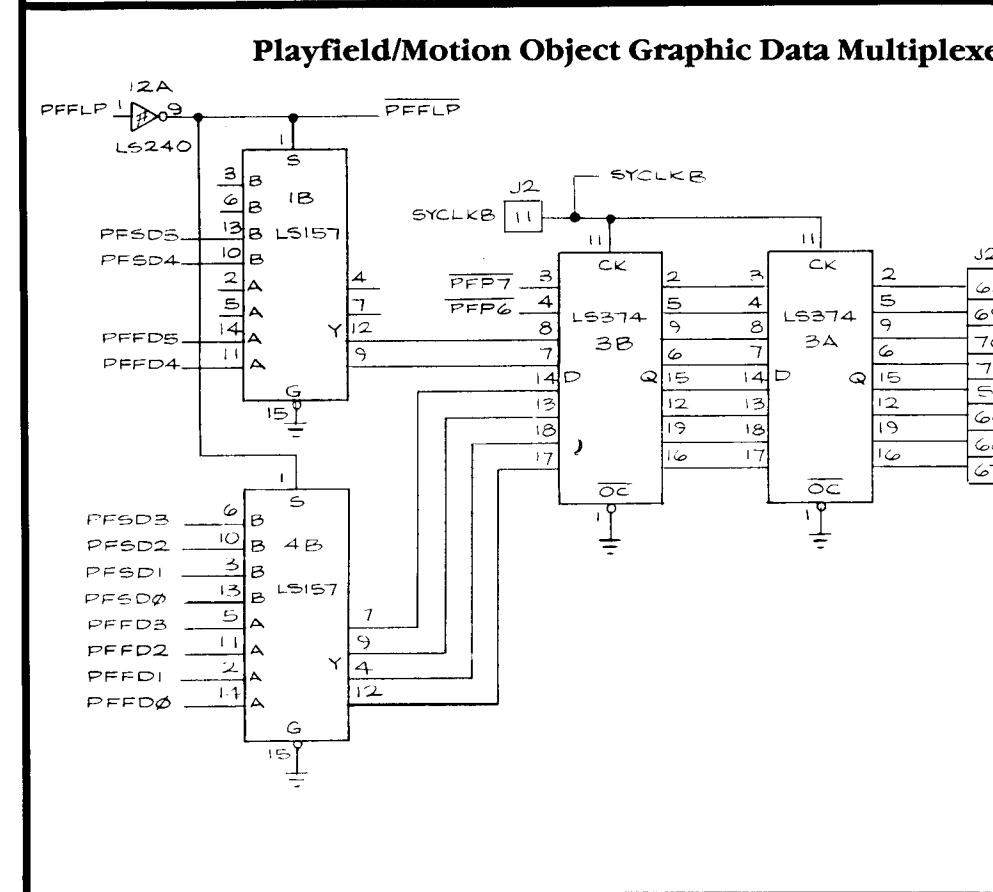 Playfield/Motion Object Graphic Data Multiplexe
12A
PFFLP 1 # 9 PFFLP
LS240
1
S
3 B
6 B
1B
13 B
LS157
PFSD5
10 B
PFSD4
2 A
5 A
14 A
PFFD5
11 A
PFFD4
4
7
Y 12
9
G
15
SYCLKB
J2
SYCLKB 11
11
CK
PFP7 3
PFP6 4
8
7
14 D
13
18
17
LS374
3B
2
5
9
6
Q 15
12
19
16
OC
1
11
CK
3
4
8
7
14 D
13
18
17
LS374
3A
2
5
9
6
Q 15
12
19
16
OC
1
J2
1
S
PFSD3 6 B
PFSD2 10 B
4B
PFSD1 3 B
LS157
PFSDØ 13 B
PFFD3 5 A
PFFD2 11 A
PFFD1 2 A
PFFDØ 14 A
7
9
Y 4
12
G
15